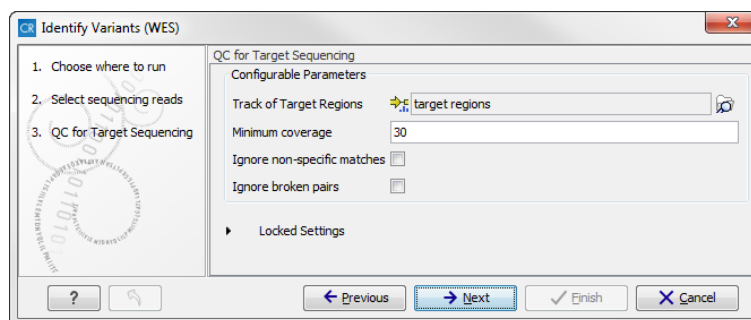 CR Identify Variants (WES)
x
1. Choose where to run
2. Select sequencing reads
3. QC for Target Sequencing
QC for Target Sequencing
Configurable Parameters
Track of Target Regions target regions
Minimum coverage 30
Ignore non-specific matches
Ignore broken pairs
Locked Settings
? Previous Next Finish Cancel